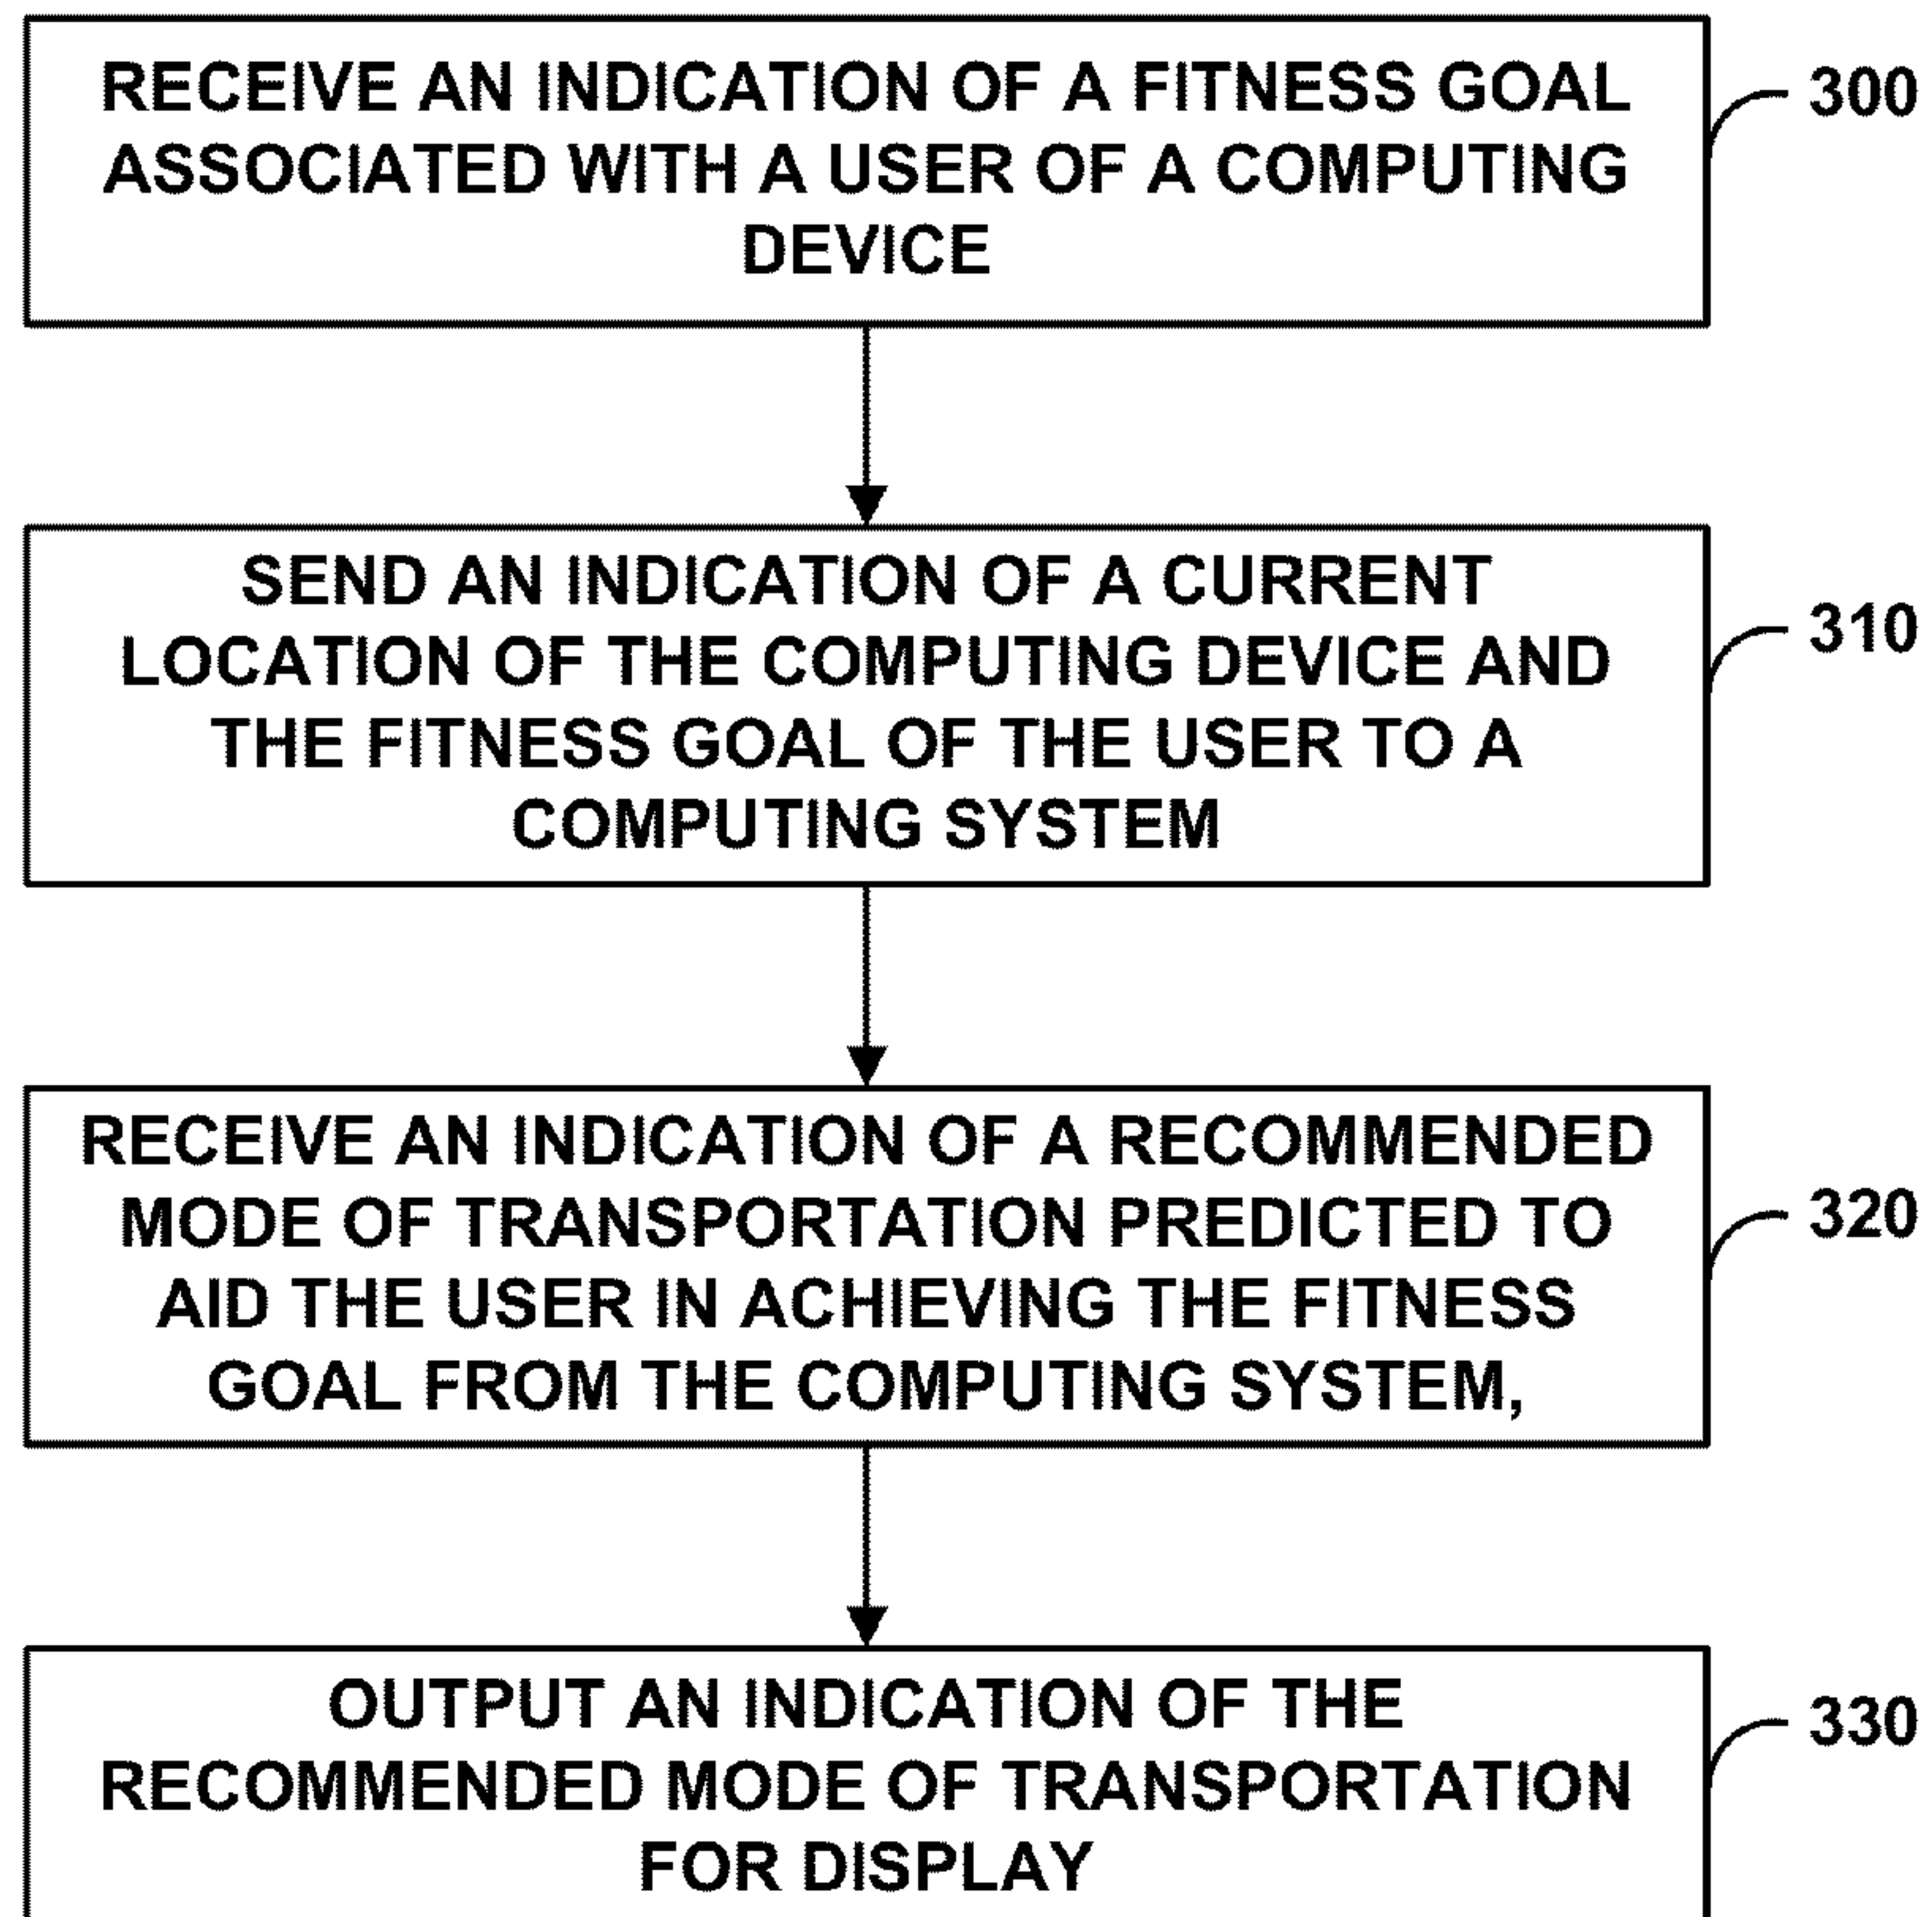 RECEIVE AN INDICATION OF A FITNESS GOAL
ASSOCIATED WITH A USER OF A COMPUTING
DEVICE
300
SEND AN INDICATION OF A CURRENT
LOCATION OF THE COMPUTING DEVICE AND
THE FITNESS GOAL OF THE USER TO A
COMPUTING SYSTEM
310
RECEIVE AN INDICATION OF A RECOMMENDED
MODE OF TRANSPORTATION PREDICTED TO
AID THE USER IN ACHIEVING THE FITNESS
GOAL FROM THE COMPUTING SYSTEM,
320
OUTPUT AN INDICATION OF THE
RECOMMENDED MODE OF TRANSPORTATION
FOR DISPLAY
330